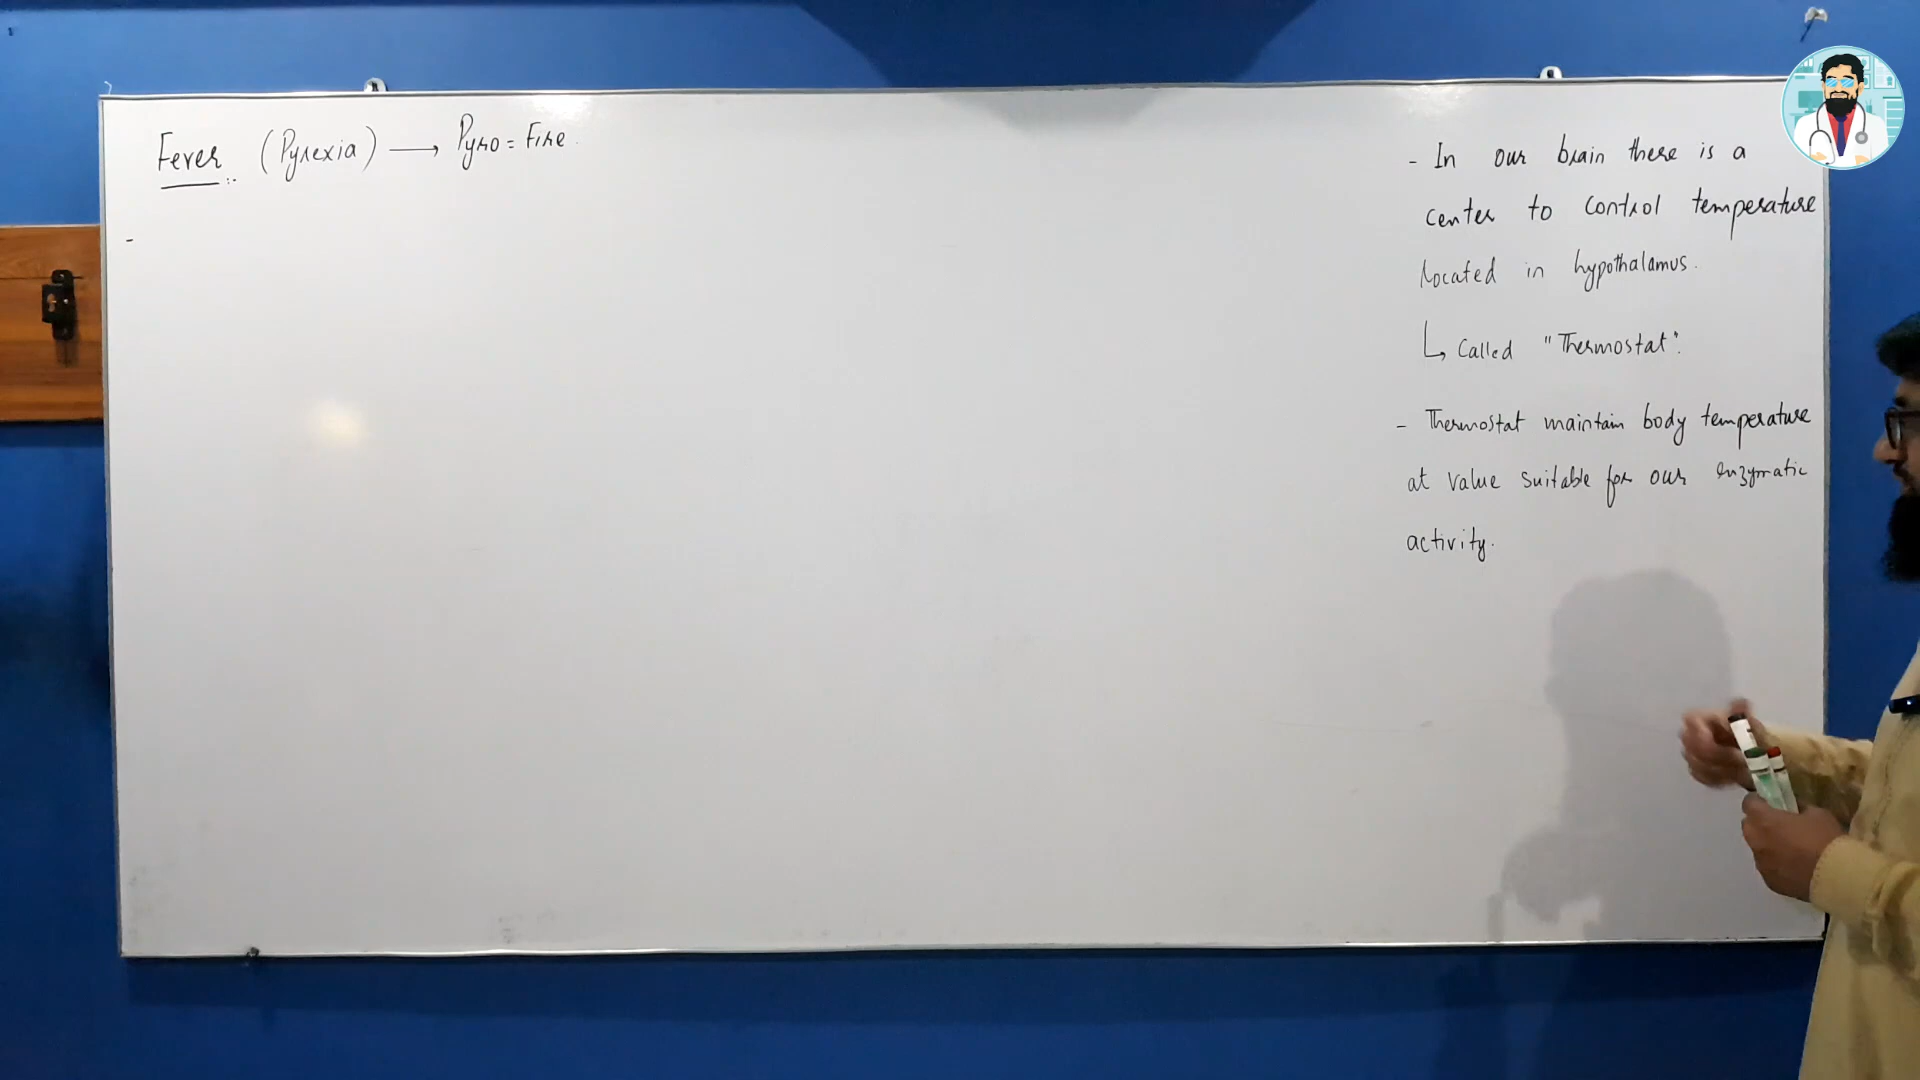 Fever (Pyrexia) → Pyro = Fire
-
- In our brain there is a
center to control temperature
located in hypothalamus.
↳ Called "Thermostat".
- Thermostat maintain body temperature
at value suitable for our enzymatic
activity.